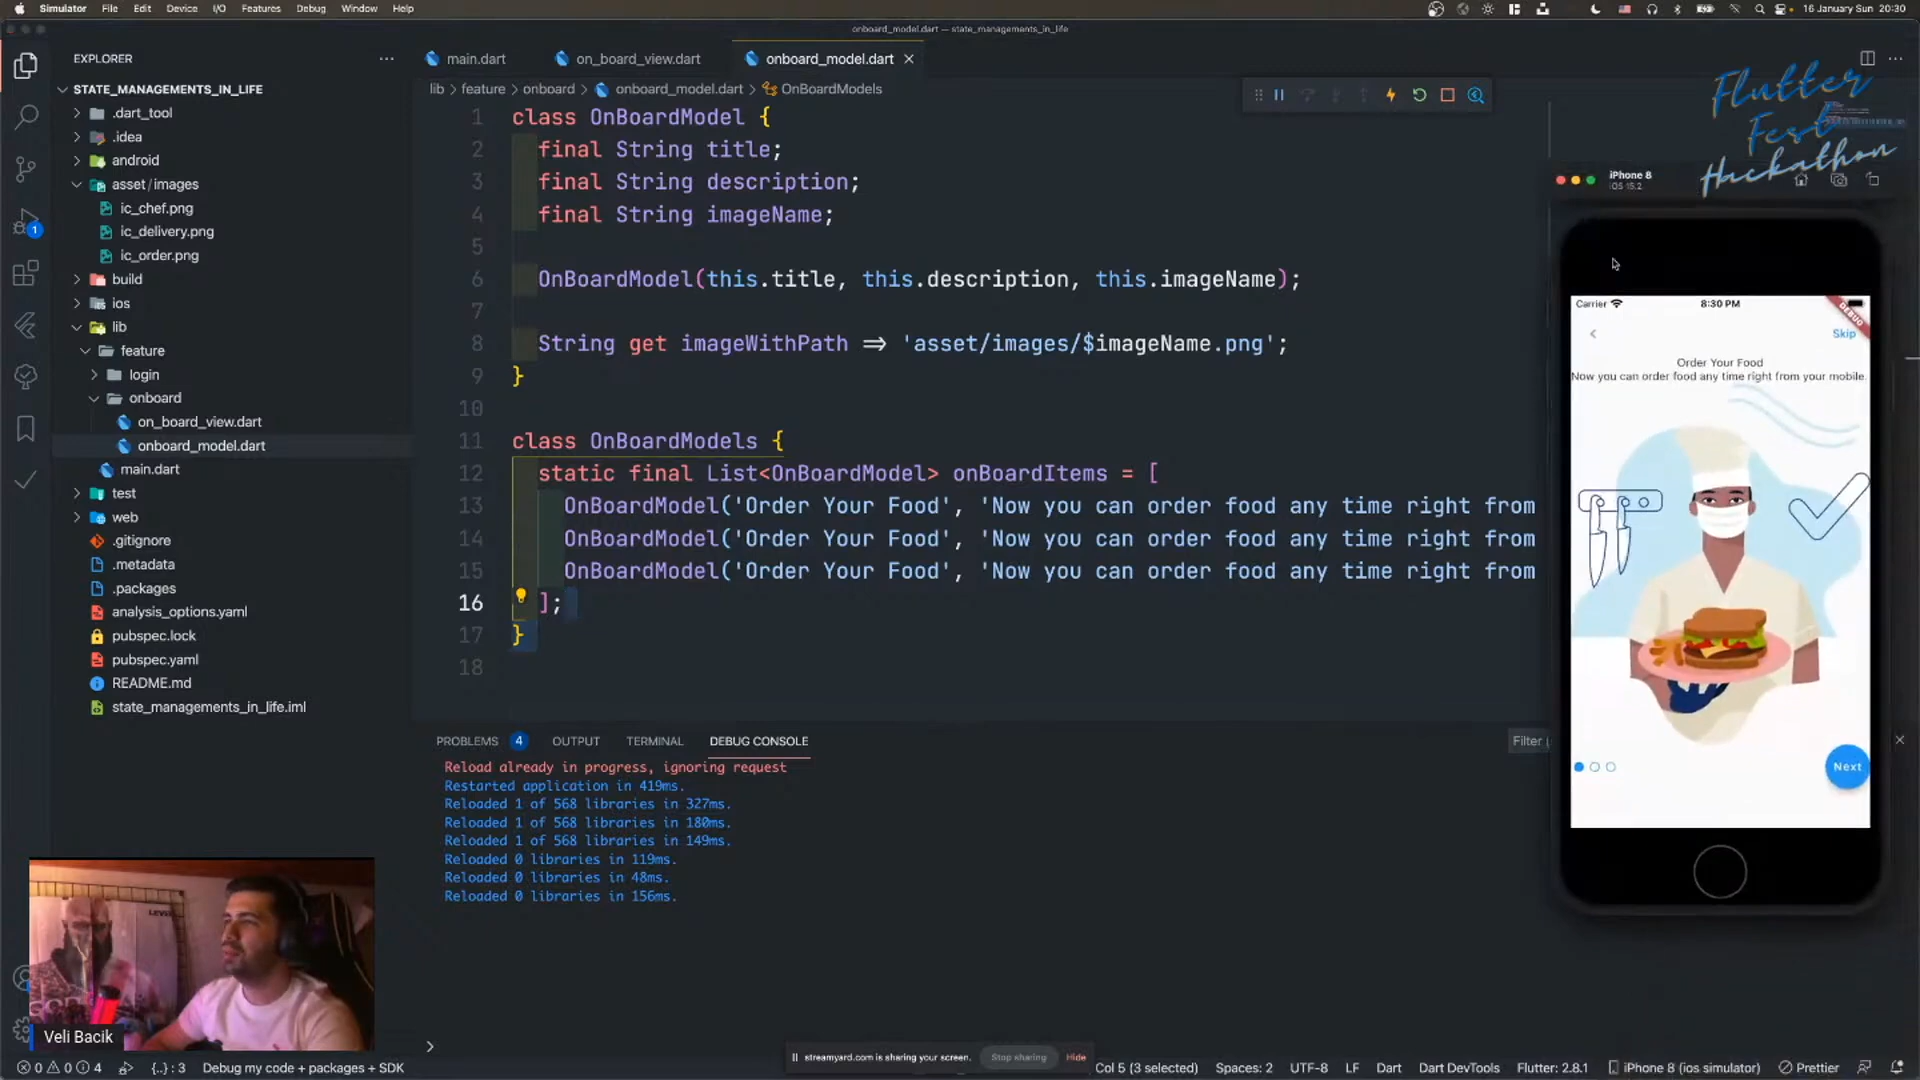 Simulator File Edit Device I/O Features Debug Window Help
16 January Sun 20:30
onboard_model.dart — state_managements_in_life
EXPLORER
STATE_MANAGEMENTS_IN_LIFE
.dart_tool
.idea
android
asset/images
ic_chef.png
ic_delivery.png
ic_order.png
build
ios
lib
feature
login
onboard
on_board_view.dart
onboard_model.dart
main.dart
test
web
.gitignore
.metadata
.packages
analysis_options.yaml
pubspec.lock
pubspec.yaml
README.md
state_managements_in_life.iml
1
main.dart on_board_view.dart onboard_model.dart
lib > feature > onboard > onboard_model.dart > OnBoardModels
1 class OnBoardModel {
2 final String title;
3 final String description;
4 final String imageName;
5
6 OnBoardModel(this.title, this.description, this.imageName);
7
8 String get imageWithPath => 'asset/images/$imageName.png';
9 }
10
11 class OnBoardModels {
12 static final List<OnBoardModel> onBoardItems = [
13 OnBoardModel('Order Your Food', 'Now you can order food any time right from
14 OnBoardModel('Order Your Food', 'Now you can order food any time right from
15 OnBoardModel('Order Your Food', 'Now you can order food any time right from
16 ];
17 }
18
PROBLEMS 4 OUTPUT TERMINAL DEBUG CONSOLE
Filter (
Reload already in progress, ignoring request
Restarted application in 419ms.
Reloaded 1 of 568 libraries in 327ms.
Reloaded 1 of 568 libraries in 180ms.
Reloaded 1 of 568 libraries in 149ms.
Reloaded 0 libraries in 119ms.
Reloaded 0 libraries in 48ms.
Reloaded 0 libraries in 156ms.
Flutter
Fest
Hackathon
iPhone 8
iOS 15.2
Carrier 8:30 PM
DEBUG
Skip
Order Your Food
Now you can order food any time right from your mobile.
Next
Veli Bacik
streamyard.com is sharing your screen. Stop sharing Hide
0 0 4 {..} : 3 Debug my code + packages + SDK
Col 5 (3 selected) Spaces: 2 UTF-8 LF Dart Dart DevTools Flutter: 2.8.1 iPhone 8 (ios simulator) Prettier